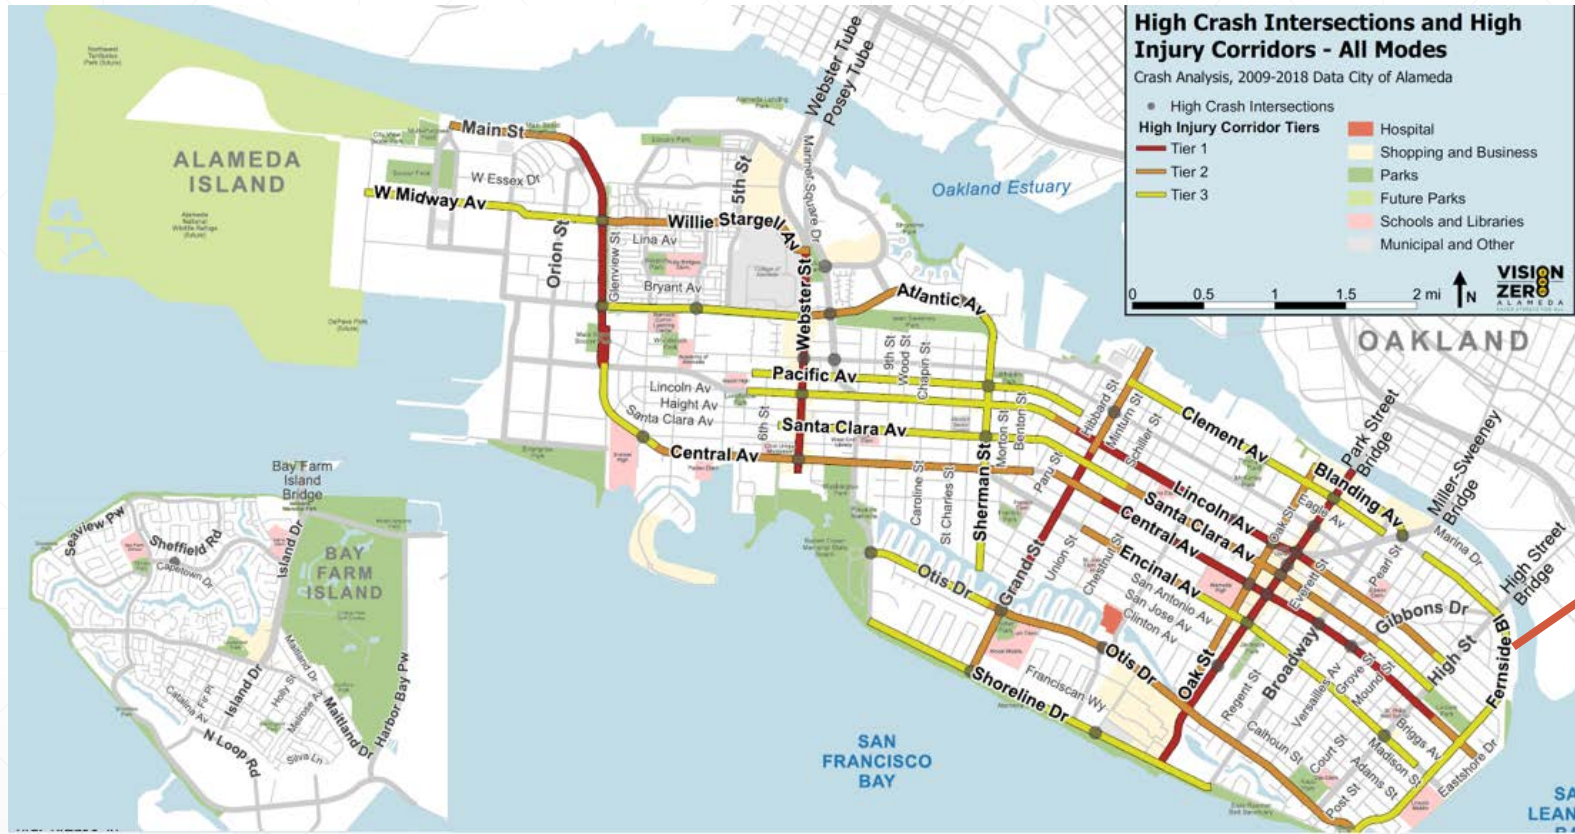 High Crash Intersections and High
Injury Corridors - All Modes
Crash Analysis, 2009-2018 Data City of Alameda
High Crash Intersections
High Injury Corridor Tiers
Tier 1
Tier 2
Tier 3
Hospital
Shopping and Business
Parks
Future Parks
Schools and Libraries
Municipal and Other
0 0.5 1 1.5 2 mi
N
VISION
ZERO
ALAMEDA
Webster Tube
Posey Tube
ALAMEDA
ISLAND
Main St
W Essex Dr
W Midway Av
Orion St
Glenview St
5th St
Mariner Square Dr
Willie Stargell Av
Lina Av
Bryant Av
Webster St
Atlantic Av
Oakland Estuary
OAKLAND
Pacific Av
9th St
Wood St
Chapin St
Lincoln Av
Haight Av
Santa Clara Av
6th St
Santa Clara Av
Central Av
Caroline St
St Charles St
Sherman St
Morton St
Benton St
Paru St
Hibbard St
Minturn St
Schiller St
Grand St
Union St
Chestnut St
Clement Av
Blanding Av
Park Street
Bridge
Miller-Sweeney
Bridge
High Street
Bridge
Marina Dr
Eagle Av
Lincoln Av
Santa Clara Av
Central Av
Encinal Av
San Antonio Av
San Jose Av
Clinton Av
Oak St
Everett St
Pearl St
Gibbons Dr
High St
Fernside Bl
Otis Dr
Otis Dr
Shoreline Dr
Franciscan Wy
Oak St
Regent St
Broadway
Versailles Av
Grove St
Mound St
Calhoun St
Court St
Post St
Adams St
Madison St
Briggs Av
Eastshore Dr
SAN
FRANCISCO
BAY
SA
LEAN
Bay Farm
Island
Bridge
Seaview Pw
Sheffield Rd
Capetown Dr
Island Dr
BAY
FARM
ISLAND
Maitland Dr
Holly St
Melrose Av
Fir Pl
Catalina Av
Island Dr
Maitland Dr
Harbor Bay Pw
N Loop Rd
Silva Ln